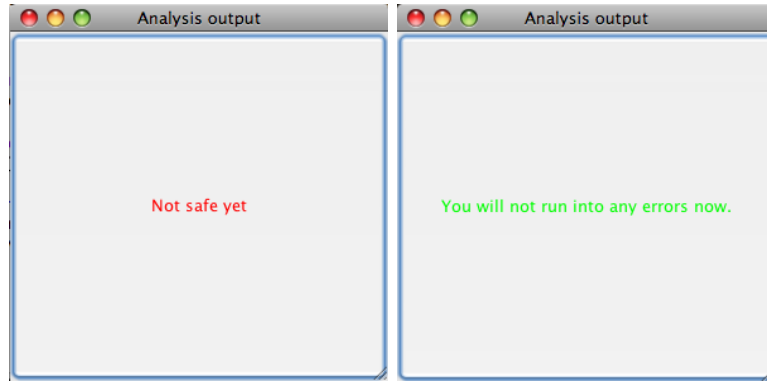 Analysis output
Not safe yet
Analysis output
You will not run into any errors now.